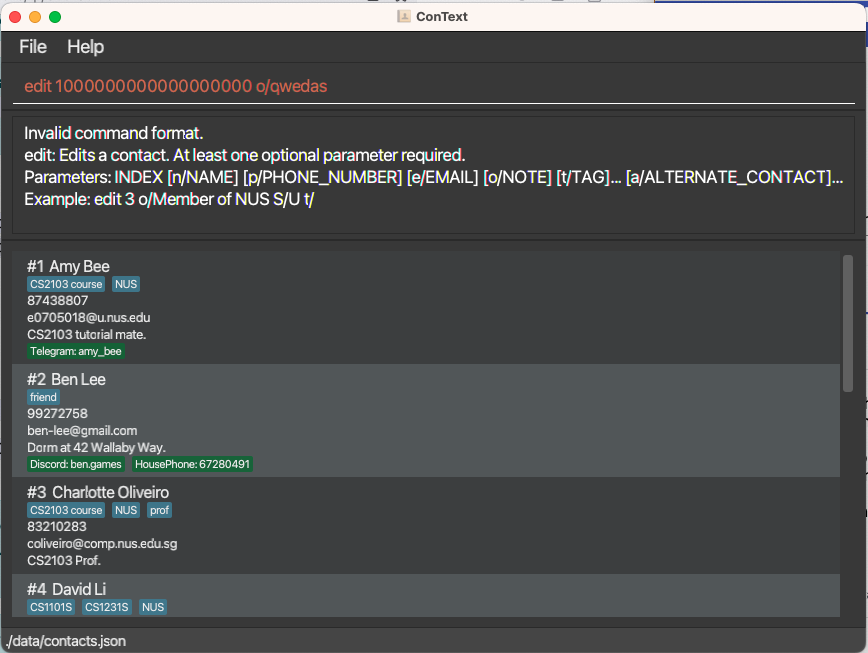 ConText
File Help
edit 1000000000000000000 o/qwedas
Invalid command format.
edit: Edits a contact. At least one optional parameter required.
Parameters: INDEX [n/NAME] [p/PHONE_NUMBER] [e/EMAIL] [o/NOTE] [t/TAG]... [a/ALTERNATE_CONTACT]...
Example: edit 3 o/Member of NUS S/U t/
#1 Amy Bee
CS2103 course NUS
87438807
e0705018@u.nus.edu
CS2103 tutorial mate.
Telegram: amy_bee
#2 Ben Lee
friend
99272758
ben-lee@gmail.com
Dorm at 42 Wallaby Way.
Discord: ben.games HousePhone: 67280491
#3 Charlotte Oliveiro
CS2103 course NUS prof
83210283
coliveiro@comp.nus.edu.sg
CS2103 Prof.
#4 David Li
CS1101S CS1231S NUS
./data/contacts.json